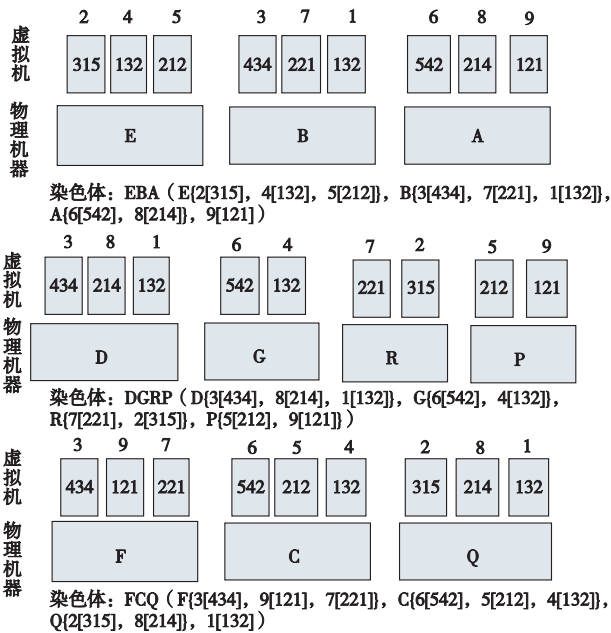 虚拟机
2 4 5 3 7 1 6 8 9
315 132 212 434 221 132 542 214 121
物理机器
E B A
染色体：EBA（E{2[315]，4[132]，5[212]}，B{3[434]，7[221]，1[132]}，
A{6[542]，8[214]}，9[121]）
虚拟机
3 8 1 6 4 7 2 5 9
434 214 132 542 132 221 315 212 121
物理机器
D G R P
染色体：DGRP（D{3[434]，8[214]，1[132]}，G{6[542]，4[132]}，
R{7[221]，2[315]}，P{5[212]，9[121]}）
虚拟机
3 9 7 6 5 4 2 8 1
434 121 221 542 212 132 315 214 132
物理机器
F C Q
染色体：FCQ（F{3[434]，9[121]，7[221]}，C{6[542]，5[212]，4[132]}，
Q{2[315]，8[214]}，1[132]）